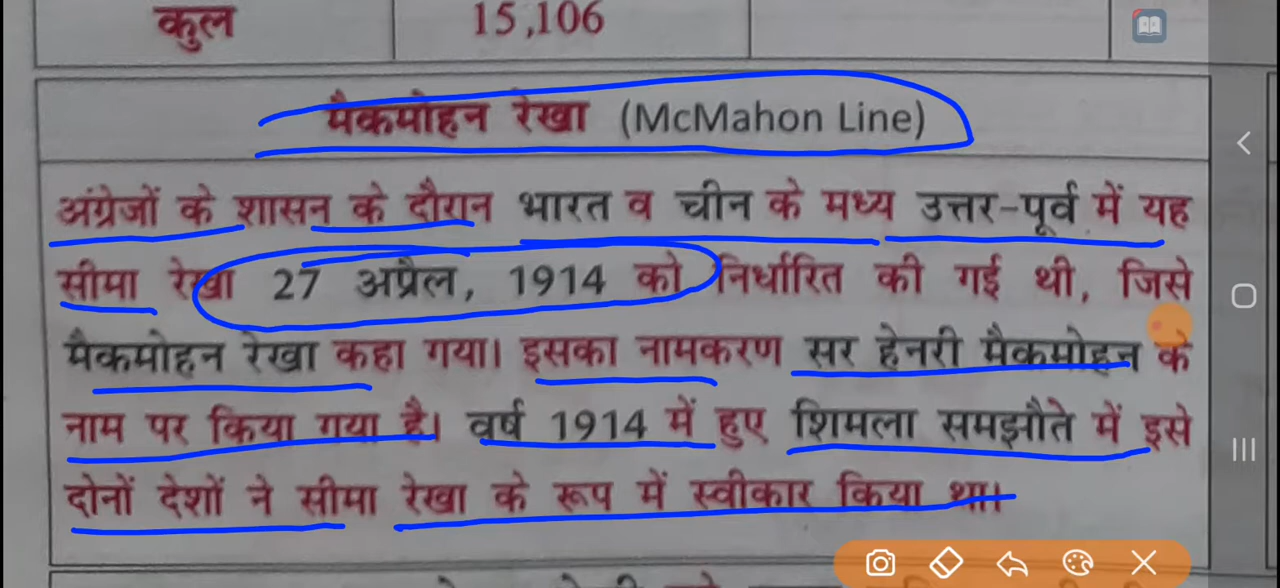 कुल 15,106
मैकमोहन रेखा (McMahon Line)
अंग्रेजों के शासन के दौरान भारत व चीन के मध्य उत्तर-पूर्व में यह
सीमा रेखा 27 अप्रैल, 1914 को निर्धारित की गई थी, जिसे
मैकमोहन रेखा कहा गया। इसका नामकरण सर हेनरी मैकमोहन के
नाम पर किया गया है। वर्ष 1914 में हुए शिमला समझौते में इसे
दोनों देशों ने सीमा रेखा के रूप में स्वीकार किया था।